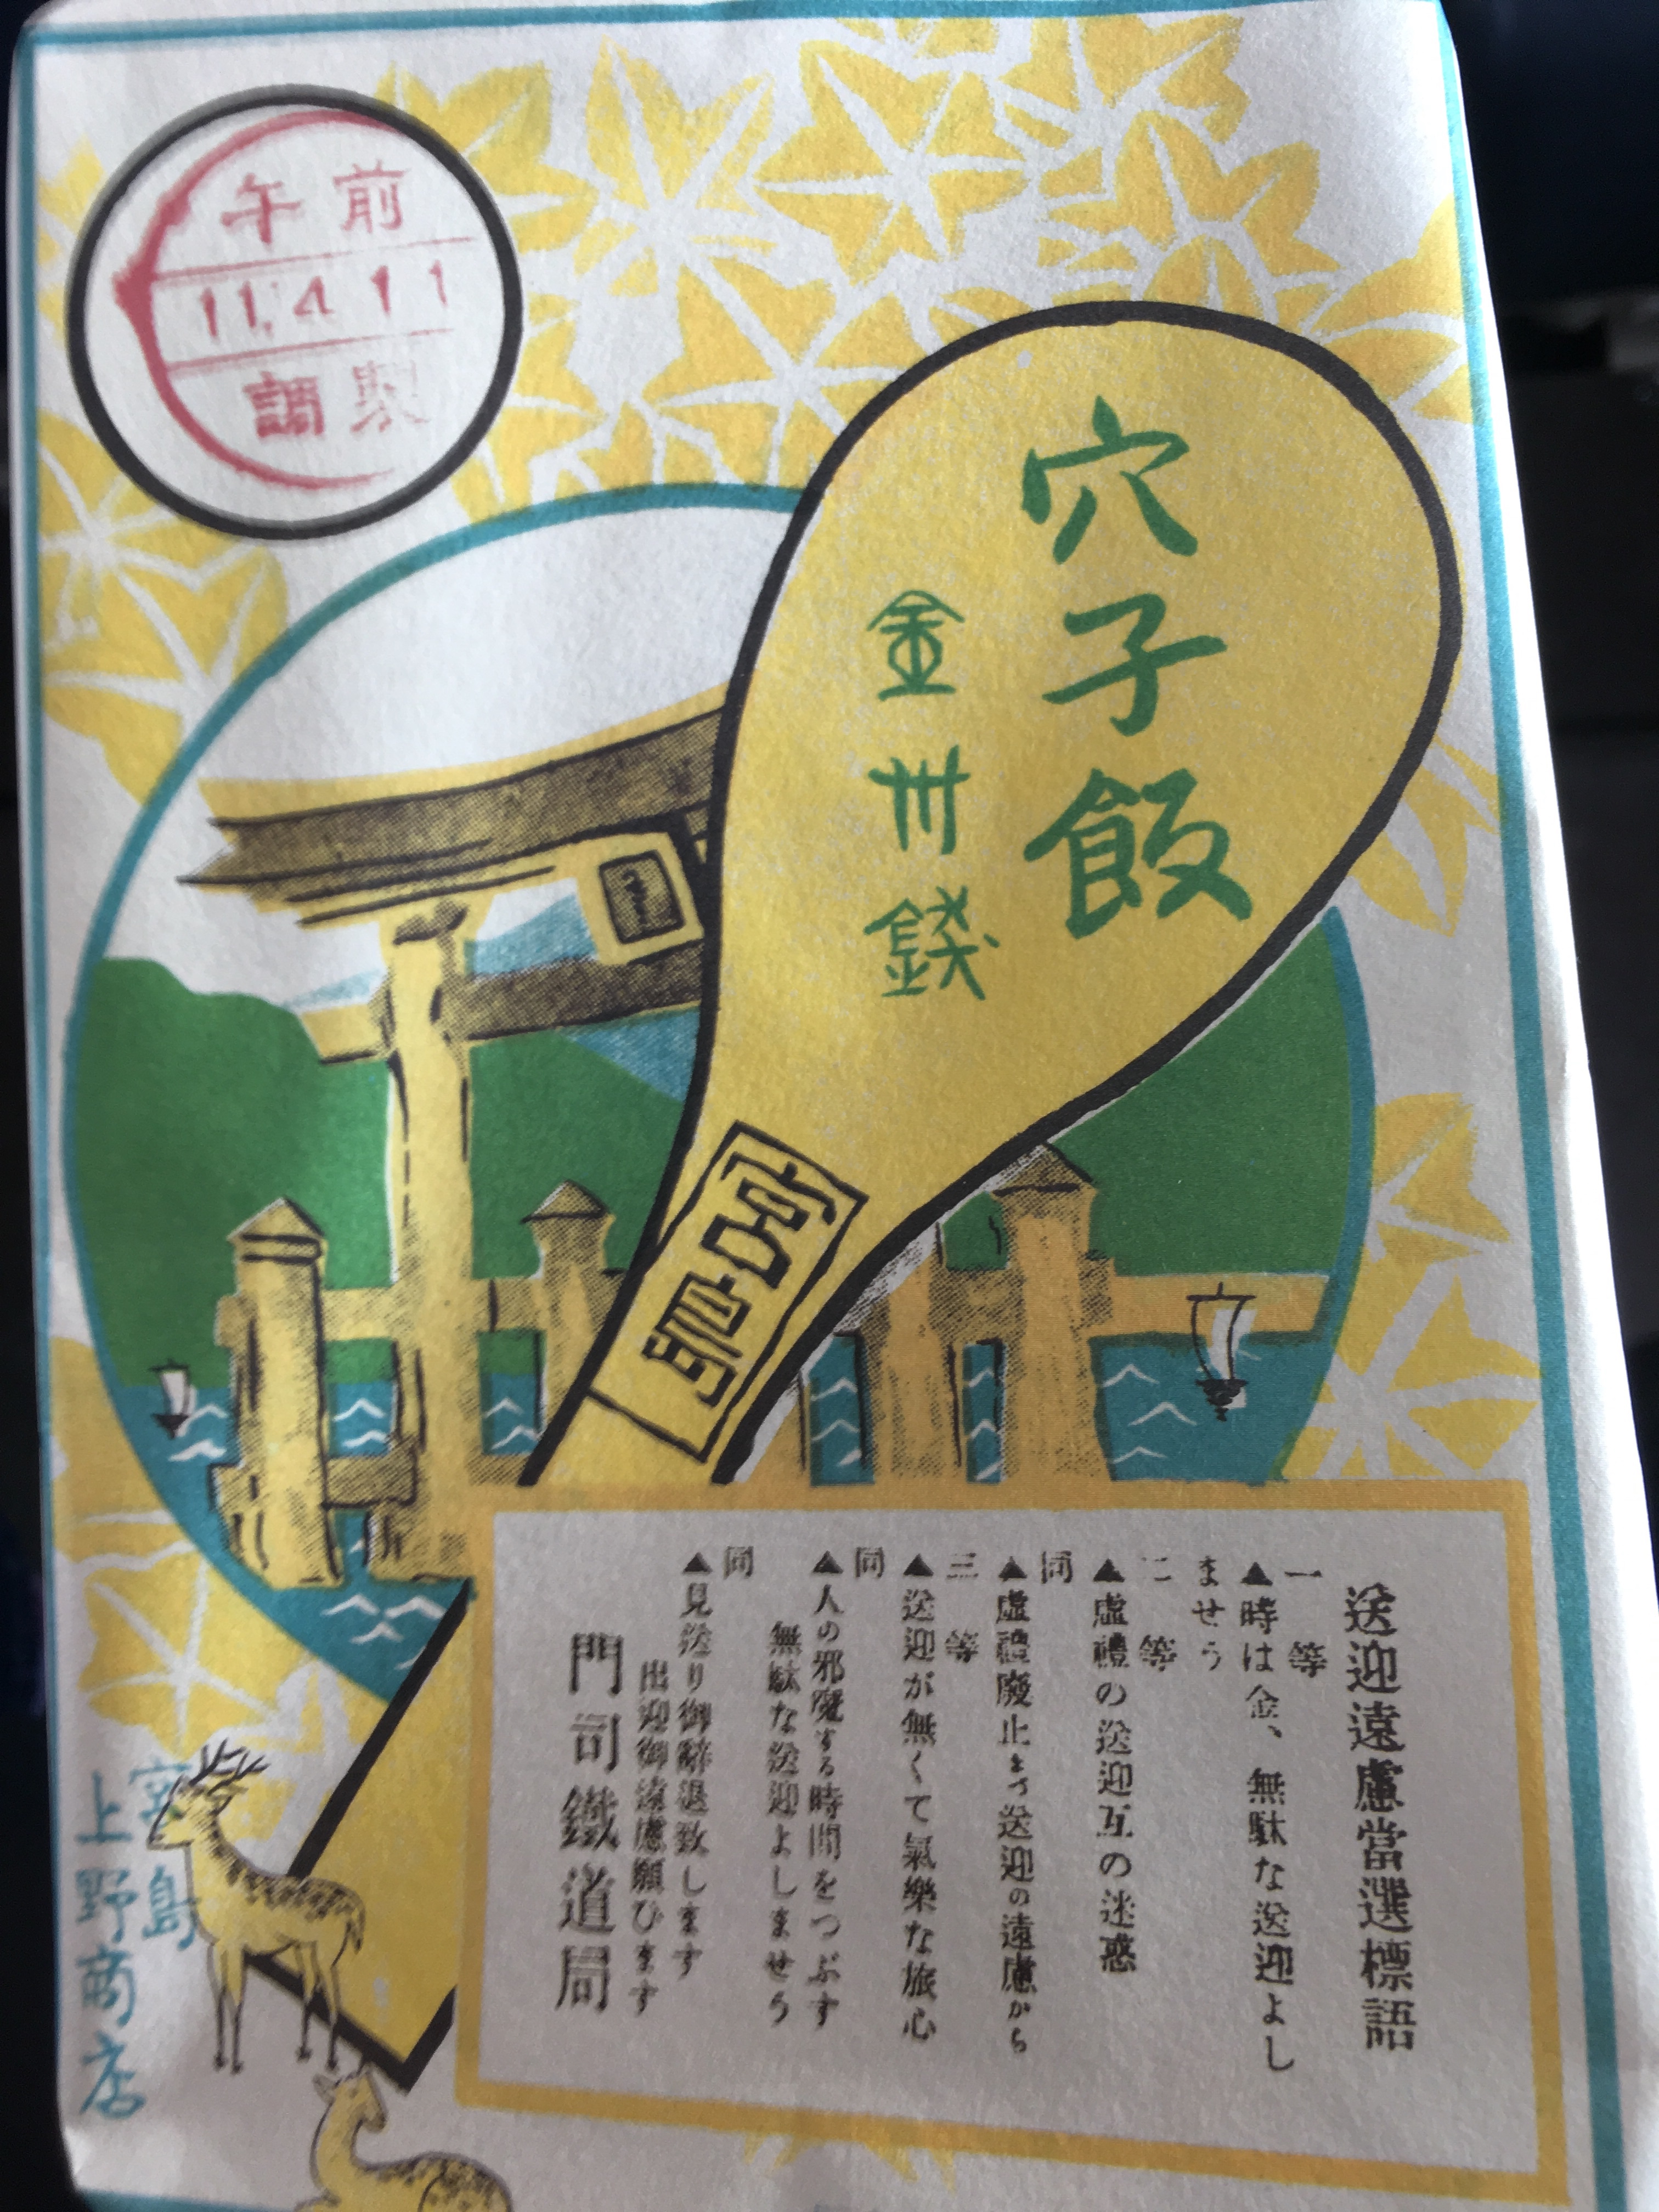 午前
11.4.11
調製
穴子飯
金卅錢
宮島
送迎遠慮當選標語
一等
▲時は金、無駄な送迎よし
ませう
二等
▲虚禮の送迎互の迷惑
同
▲虚禮廢止まづ送迎の遠慮から
三等
▲送迎が無くて氣樂な旅心
同
▲人の邪魔する時間をつぶす
無駄な送迎よしませう
同
▲見送り御辭退致します
出迎御遠慮願ひます
門司鐵道局
宮島
上野商店